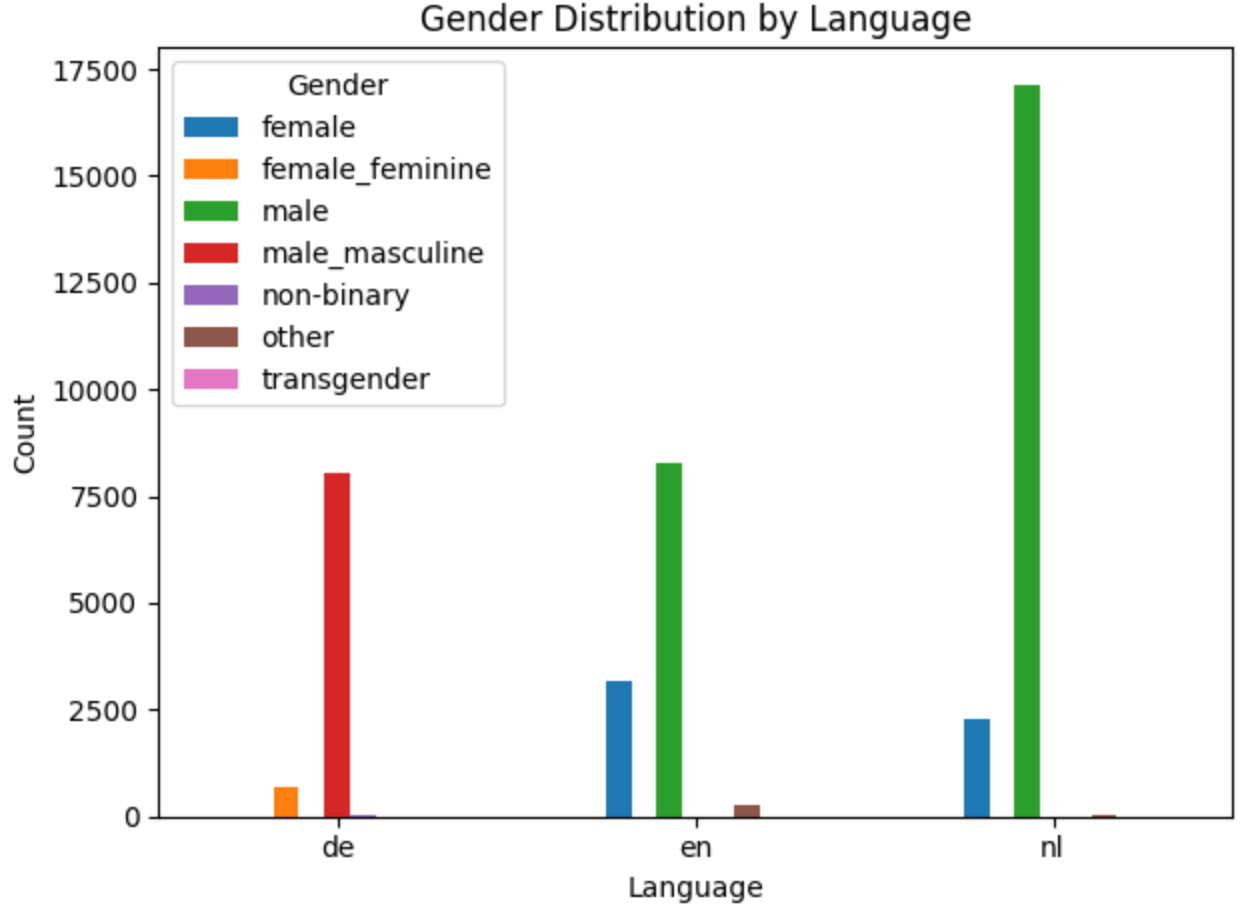 Gender Distribution by Language
17500
15000
12500
10000
7500
5000
2500
0
Count
Gender
female
female_feminine
male
male_masculine
non-binary
other
transgender
de
en
nl
Language